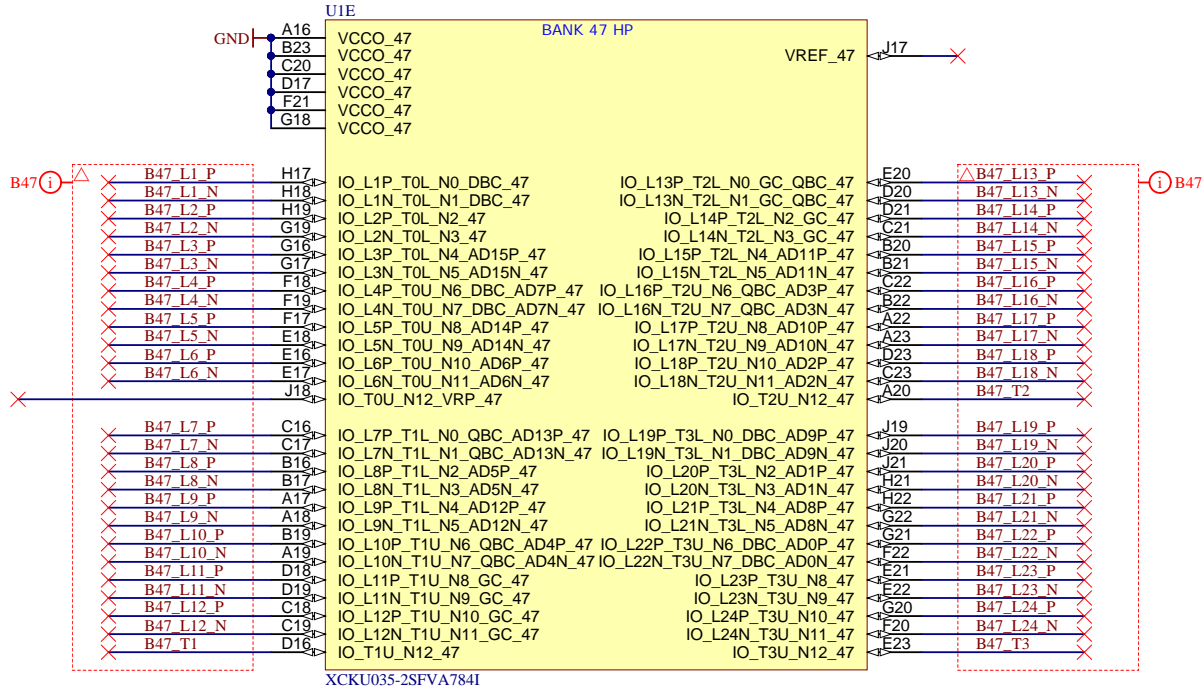 U1E
BANK 47 HP
GND
A16 VCCO_47
B23 VCCO_47
C20 VCCO_47
D17 VCCO_47
F21 VCCO_47
G18 VCCO_47
VREF_47 J17
B47 i
B47_L1_P H17 IO_L1P_T0L_N0_DBC_47
B47_L1_N H18 IO_L1N_T0L_N1_DBC_47
B47_L2_P H19 IO_L2P_T0L_N2_47
B47_L2_N G19 IO_L2N_T0L_N3_47
B47_L3_P G16 IO_L3P_T0L_N4_AD15P_47
B47_L3_N G17 IO_L3N_T0L_N5_AD15N_47
B47_L4_P F18 IO_L4P_T0U_N6_DBC_AD7P_47
B47_L4_N F19 IO_L4N_T0U_N7_DBC_AD7N_47
B47_L5_P F17 IO_L5P_T0U_N8_AD14P_47
B47_L5_N E18 IO_L5N_T0U_N9_AD14N_47
B47_L6_P E16 IO_L6P_T0U_N10_AD6P_47
B47_L6_N E17 IO_L6N_T0U_N11_AD6N_47
J18 IO_T0U_N12_VRP_47
B47_L7_P C16 IO_L7P_T1L_N0_QBC_AD13P_47
B47_L7_N C17 IO_L7N_T1L_N1_QBC_AD13N_47
B47_L8_P B16 IO_L8P_T1L_N2_AD5P_47
B47_L8_N B17 IO_L8N_T1L_N3_AD5N_47
B47_L9_P A17 IO_L9P_T1L_N4_AD12P_47
B47_L9_N A18 IO_L9N_T1L_N5_AD12N_47
B47_L10_P B19 IO_L10P_T1U_N6_QBC_AD4P_47
B47_L10_N A19 IO_L10N_T1U_N7_QBC_AD4N_47
B47_L11_P D18 IO_L11P_T1U_N8_GC_47
B47_L11_N D19 IO_L11N_T1U_N9_GC_47
B47_L12_P C18 IO_L12P_T1U_N10_GC_47
B47_L12_N C19 IO_L12N_T1U_N11_GC_47
B47_T1 D16 IO_T1U_N12_47
i B47
IO_L13P_T2L_N0_GC_QBC_47 E20 B47_L13_P
IO_L13N_T2L_N1_GC_QBC_47 D20 B47_L13_N
IO_L14P_T2L_N2_GC_47 D21 B47_L14_P
IO_L14N_T2L_N3_GC_47 C21 B47_L14_N
IO_L15P_T2L_N4_AD11P_47 B20 B47_L15_P
IO_L15N_T2L_N5_AD11N_47 B21 B47_L15_N
IO_L16P_T2U_N6_QBC_AD3P_47 C22 B47_L16_P
IO_L16N_T2U_N7_QBC_AD3N_47 B22 B47_L16_N
IO_L17P_T2U_N8_AD10P_47 A22 B47_L17_P
IO_L17N_T2U_N9_AD10N_47 A23 B47_L17_N
IO_L18P_T2U_N10_AD2P_47 D23 B47_L18_P
IO_L18N_T2U_N11_AD2N_47 C23 B47_L18_N
IO_T2U_N12_47 A20 B47_T2
IO_L19P_T3L_N0_DBC_AD9P_47 J19 B47_L19_P
IO_L19N_T3L_N1_DBC_AD9N_47 J20 B47_L19_N
IO_L20P_T3L_N2_AD1P_47 J21 B47_L20_P
IO_L20N_T3L_N3_AD1N_47 H21 B47_L20_N
IO_L21P_T3L_N4_AD8P_47 H22 B47_L21_P
IO_L21N_T3L_N5_AD8N_47 G22 B47_L21_N
IO_L22P_T3U_N6_DBC_AD0P_47 G21 B47_L22_P
IO_L22N_T3U_N7_DBC_AD0N_47 F22 B47_L22_N
IO_L23P_T3U_N8_47 E21 B47_L23_P
IO_L23N_T3U_N9_47 E22 B47_L23_N
IO_L24P_T3U_N10_47 G20 B47_L24_P
IO_L24N_T3U_N11_47 F20 B47_L24_N
IO_T3U_N12_47 E23 B47_T3
XCKU035-2SFVA784I